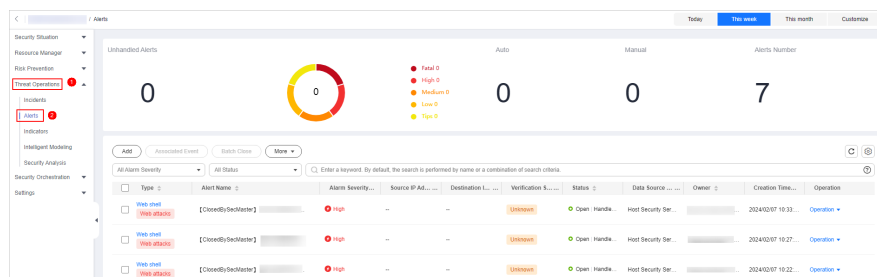 / Alerts
Today This week This month Customize
Security Situation
Resource Manager
Risk Prevention
Threat Operations 1
Incidents
Alerts 2
Indicators
Intelligent Modeling
Security Analysis
Security Orchestration
Settings
Unhandled Alerts
0
0
Fatal 0
High 0
Medium 0
Low 0
Tips 0
Auto
0
Manual
0
Alerts Number
7
Add Associated Event Batch Close More
All Alarm Severity All Status Enter a keyword. By default, the search is performed by name or a combination of search criteria.
Type Alert Name Alarm Severity... Source IP Ad... ... Destination I... ... Verification S... ... Status Data Source ... ... Owner Creation Time... Operation
Web shell
Web attacks
【ClosedBySecMaster】 High -- -- Unknown Open | Handle... Host Security Ser... 2024/02/07 10:33:... Operation
Web shell
Web attacks
【ClosedBySecMaster】 High -- -- Unknown Open | Handle... Host Security Ser... 2024/02/07 10:27:... Operation
Web shell
Web attacks
【ClosedBySecMaster】 High -- -- Unknown Open | Handle... Host Security Ser... 2024/02/07 10:22:... Operation